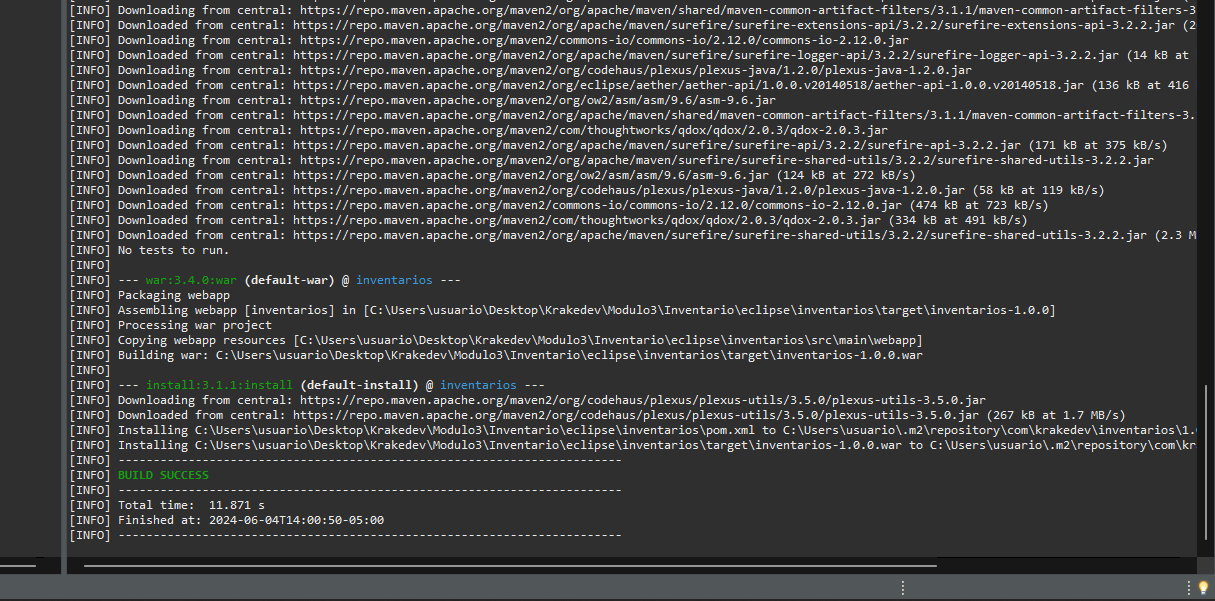 [INFO] Downloading from central: https://repo.maven.apache.org/maven2/org/apache/maven/shared/maven-common-artifact-filters/3.1.1/maven-common-artifact-filters-3
[INFO] Downloaded from central: https://repo.maven.apache.org/maven2/org/apache/maven/surefire/surefire-extensions-api/3.2.2/surefire-extensions-api-3.2.2.jar (2
[INFO] Downloading from central: https://repo.maven.apache.org/maven2/commons-io/commons-io/2.12.0/commons-io-2.12.0.jar
[INFO] Downloaded from central: https://repo.maven.apache.org/maven2/org/apache/maven/surefire/surefire-logger-api/3.2.2/surefire-logger-api-3.2.2.jar (14 kB at
[INFO] Downloading from central: https://repo.maven.apache.org/maven2/org/codehaus/plexus/plexus-java/1.2.0/plexus-java-1.2.0.jar
[INFO] Downloaded from central: https://repo.maven.apache.org/maven2/org/eclipse/aether/aether-api/1.0.0.v20140518/aether-api-1.0.0.v20140518.jar (136 kB at 416
[INFO] Downloading from central: https://repo.maven.apache.org/maven2/org/ow2/asm/asm/9.6/asm-9.6.jar
[INFO] Downloaded from central: https://repo.maven.apache.org/maven2/org/apache/maven/shared/maven-common-artifact-filters/3.1.1/maven-common-artifact-filters-3.
[INFO] Downloading from central: https://repo.maven.apache.org/maven2/com/thoughtworks/qdox/qdox/2.0.3/qdox-2.0.3.jar
[INFO] Downloaded from central: https://repo.maven.apache.org/maven2/org/apache/maven/surefire/surefire-api/3.2.2/surefire-api-3.2.2.jar (171 kB at 375 kB/s)
[INFO] Downloading from central: https://repo.maven.apache.org/maven2/org/apache/maven/surefire/surefire-shared-utils/3.2.2/surefire-shared-utils-3.2.2.jar
[INFO] Downloaded from central: https://repo.maven.apache.org/maven2/org/ow2/asm/asm/9.6/asm-9.6.jar (124 kB at 272 kB/s)
[INFO] Downloaded from central: https://repo.maven.apache.org/maven2/org/codehaus/plexus/plexus-java/1.2.0/plexus-java-1.2.0.jar (58 kB at 119 kB/s)
[INFO] Downloaded from central: https://repo.maven.apache.org/maven2/commons-io/commons-io/2.12.0/commons-io-2.12.0.jar (474 kB at 723 kB/s)
[INFO] Downloaded from central: https://repo.maven.apache.org/maven2/com/thoughtworks/qdox/qdox/2.0.3/qdox-2.0.3.jar (334 kB at 491 kB/s)
[INFO] Downloaded from central: https://repo.maven.apache.org/maven2/org/apache/maven/surefire/surefire-shared-utils/3.2.2/surefire-shared-utils-3.2.2.jar (2.3 M
[INFO] No tests to run.
[INFO]
[INFO] --- war:3.4.0:war (default-war) @ inventarios ---
[INFO] Packaging webapp
[INFO] Assembling webapp [inventarios] in [C:\Users\usuario\Desktop\Krakedev\Modulo3\Inventario\eclipse\inventarios\target\inventarios-1.0.0]
[INFO] Processing war project
[INFO] Copying webapp resources [C:\Users\usuario\Desktop\Krakedev\Modulo3\Inventario\eclipse\inventarios\src\main\webapp]
[INFO] Building war: C:\Users\usuario\Desktop\Krakedev\Modulo3\Inventario\eclipse\inventarios\target\inventarios-1.0.0.war
[INFO]
[INFO] --- install:3.1.1:install (default-install) @ inventarios ---
[INFO] Downloading from central: https://repo.maven.apache.org/maven2/org/codehaus/plexus/plexus-utils/3.5.0/plexus-utils-3.5.0.jar
[INFO] Downloaded from central: https://repo.maven.apache.org/maven2/org/codehaus/plexus/plexus-utils/3.5.0/plexus-utils-3.5.0.jar (267 kB at 1.7 MB/s)
[INFO] Installing C:\Users\usuario\Desktop\Krakedev\Modulo3\Inventario\eclipse\inventarios\pom.xml to C:\Users\usuario\.m2\repository\com\krakedev\inventarios\1.
[INFO] Installing C:\Users\usuario\Desktop\Krakedev\Modulo3\Inventario\eclipse\inventarios\target\inventarios-1.0.0.war to C:\Users\usuario\.m2\repository\com\kr
[INFO] ------------------------------------------------------------------------
[INFO] BUILD SUCCESS
[INFO] ------------------------------------------------------------------------
[INFO] Total time:  11.871 s
[INFO] Finished at: 2024-06-04T14:00:50-05:00
[INFO] ------------------------------------------------------------------------